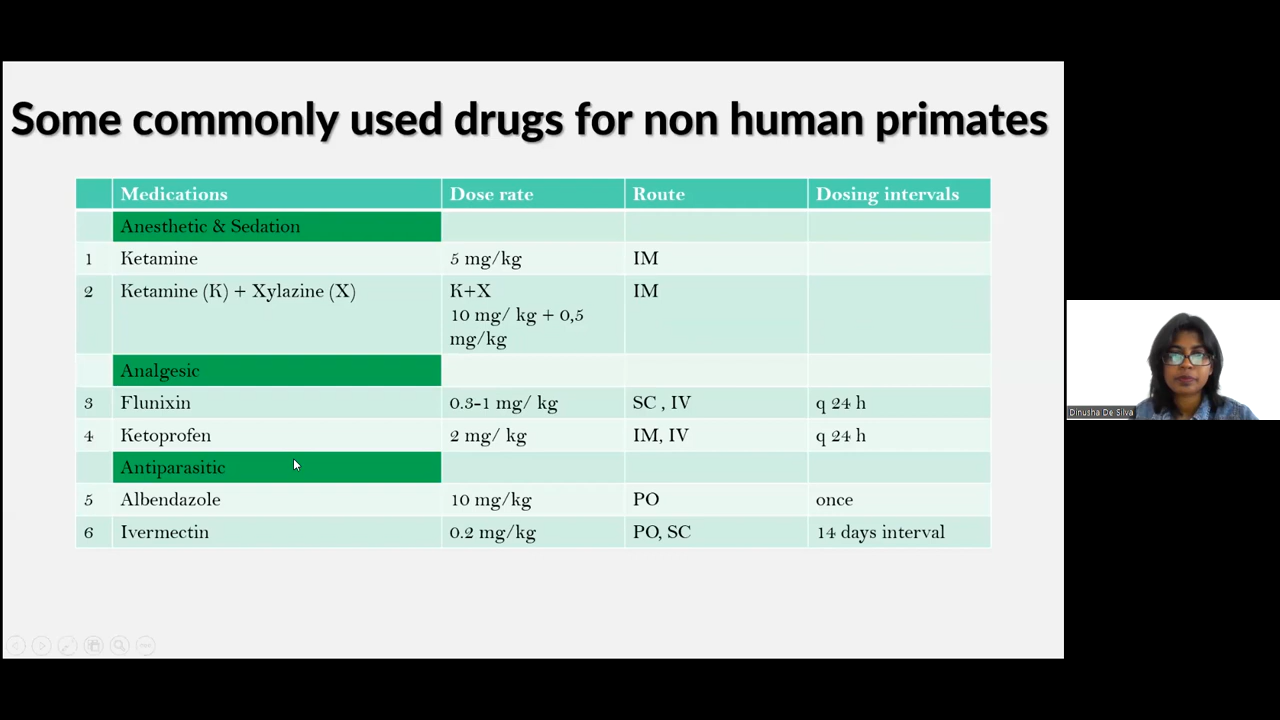 Some commonly used drugs for non human primates
Medications Dose rate Route Dosing intervals
Anesthetic & Sedation
1 Ketamine 5 mg/kg IM
2 Ketamine (K) + Xylazine (X) K+X IM
10 mg/ kg + 0,5
mg/kg
Analgesic
3 Flunixin 0.3-1 mg/ kg SC , IV q 24 h
4 Ketoprofen 2 mg/ kg IM, IV q 24 h
Antiparasitic
5 Albendazole 10 mg/kg PO once
6 Ivermectin 0.2 mg/kg PO, SC 14 days interval
Dinusha De Silva